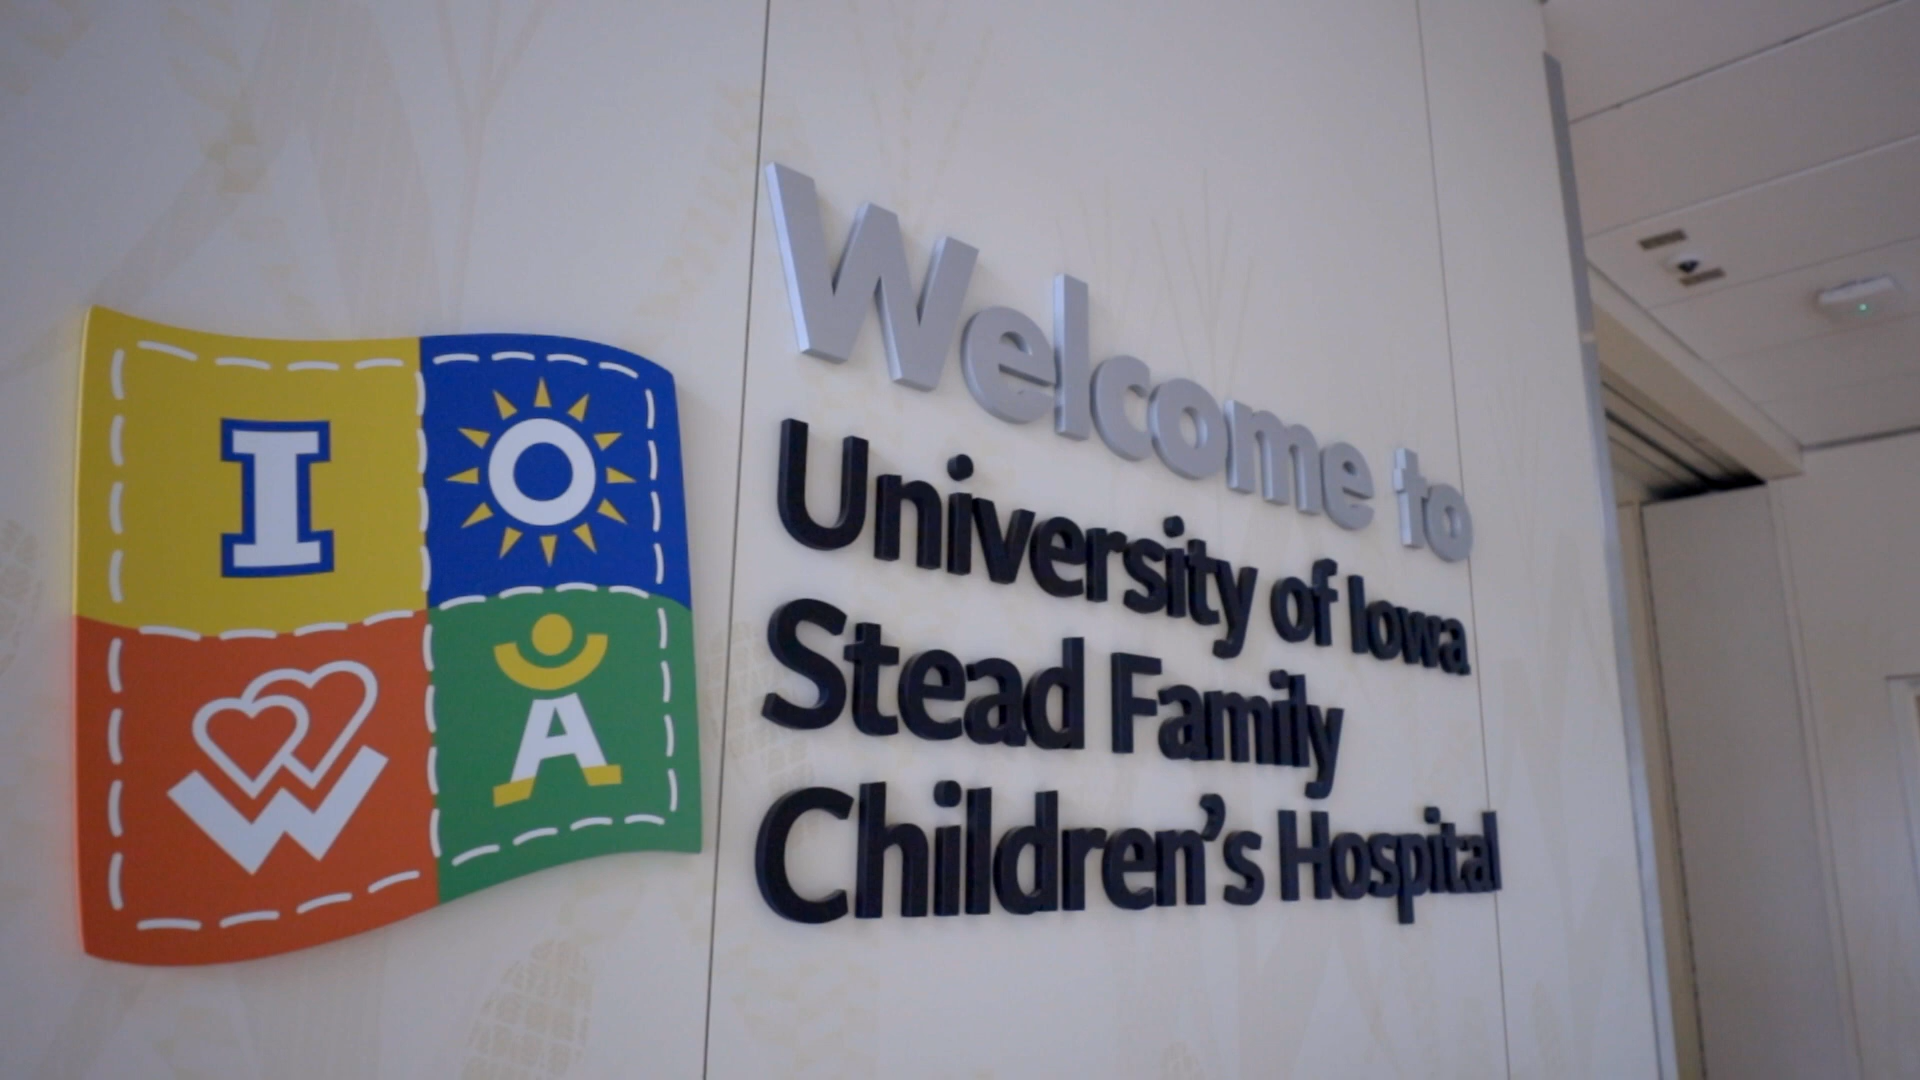 I O
W A
Welcome to
University of Iowa
Stead Family
Children's Hospital